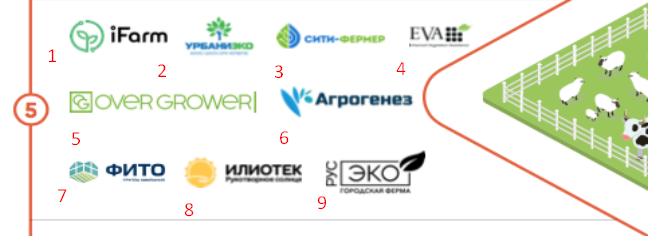 iFarm
1
УРБАНИЭКО
2
СИТИ-ФЕРМЕР
3
EVA
4
5
OVER GROWER
5
Агрогенез
6
ФИТО
7
ИЛИОТЕК
Рукотворное солнце
8
РУС
ЭКО
ГОРОДСКАЯ ФЕРМА
9